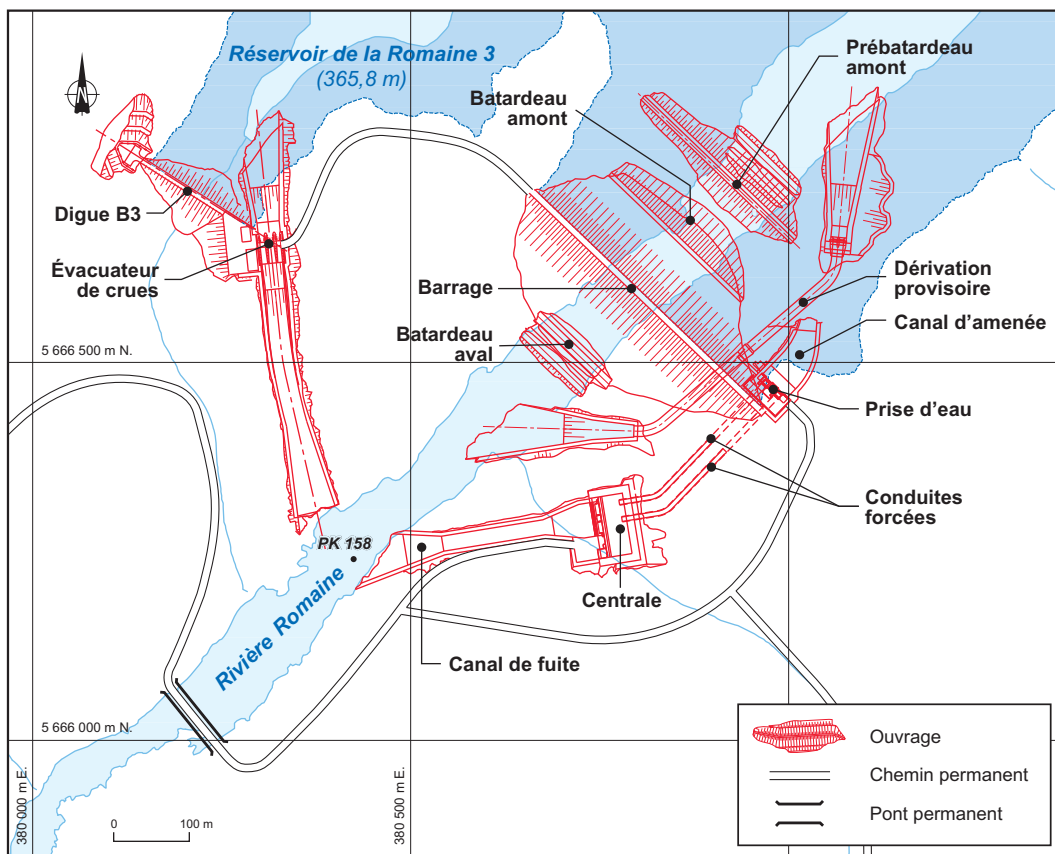 Réservoir de la Romaine 3
(365,8 m)
Prébatardeau
amont
Batardeau
amont
N
Digue B3
Évacuateur
de crues
Barrage
Dérivation
provisoire
Canal d'amenée
Batardeau
aval
5 666 500 m N.
Prise d'eau
Conduites
forcées
PK 158
Centrale
Rivière Romaine
Canal de fuite
5 666 000 m N.
380 000 m E.
380 500 m E.
0 100 m
Ouvrage
Chemin permanent
Pont permanent